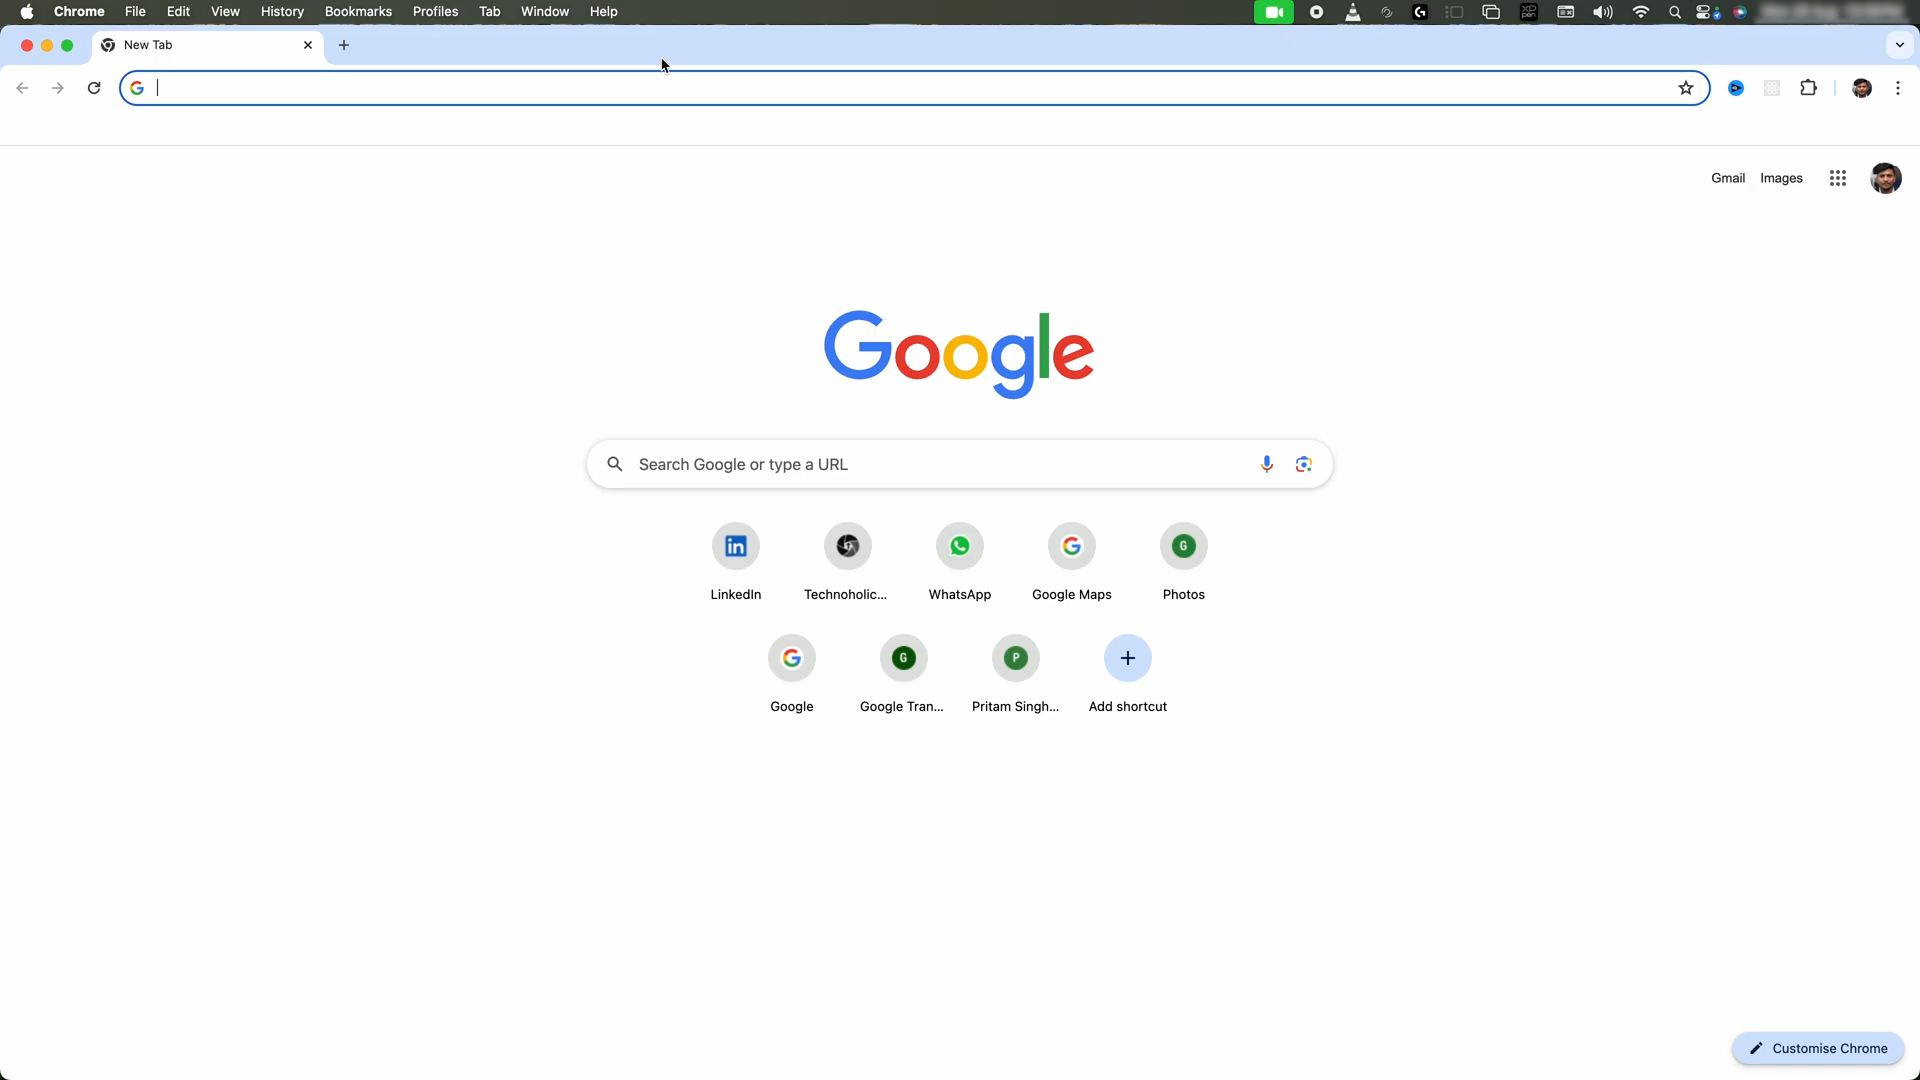 Chrome File Edit View History Bookmarks Profiles Tab Window Help
New Tab
Gmail Images
Google
Search Google or type a URL
LinkedIn Technoholic... WhatsApp Google Maps Photos
Google Google Tran... Pritam Singh... Add shortcut
Customise Chrome